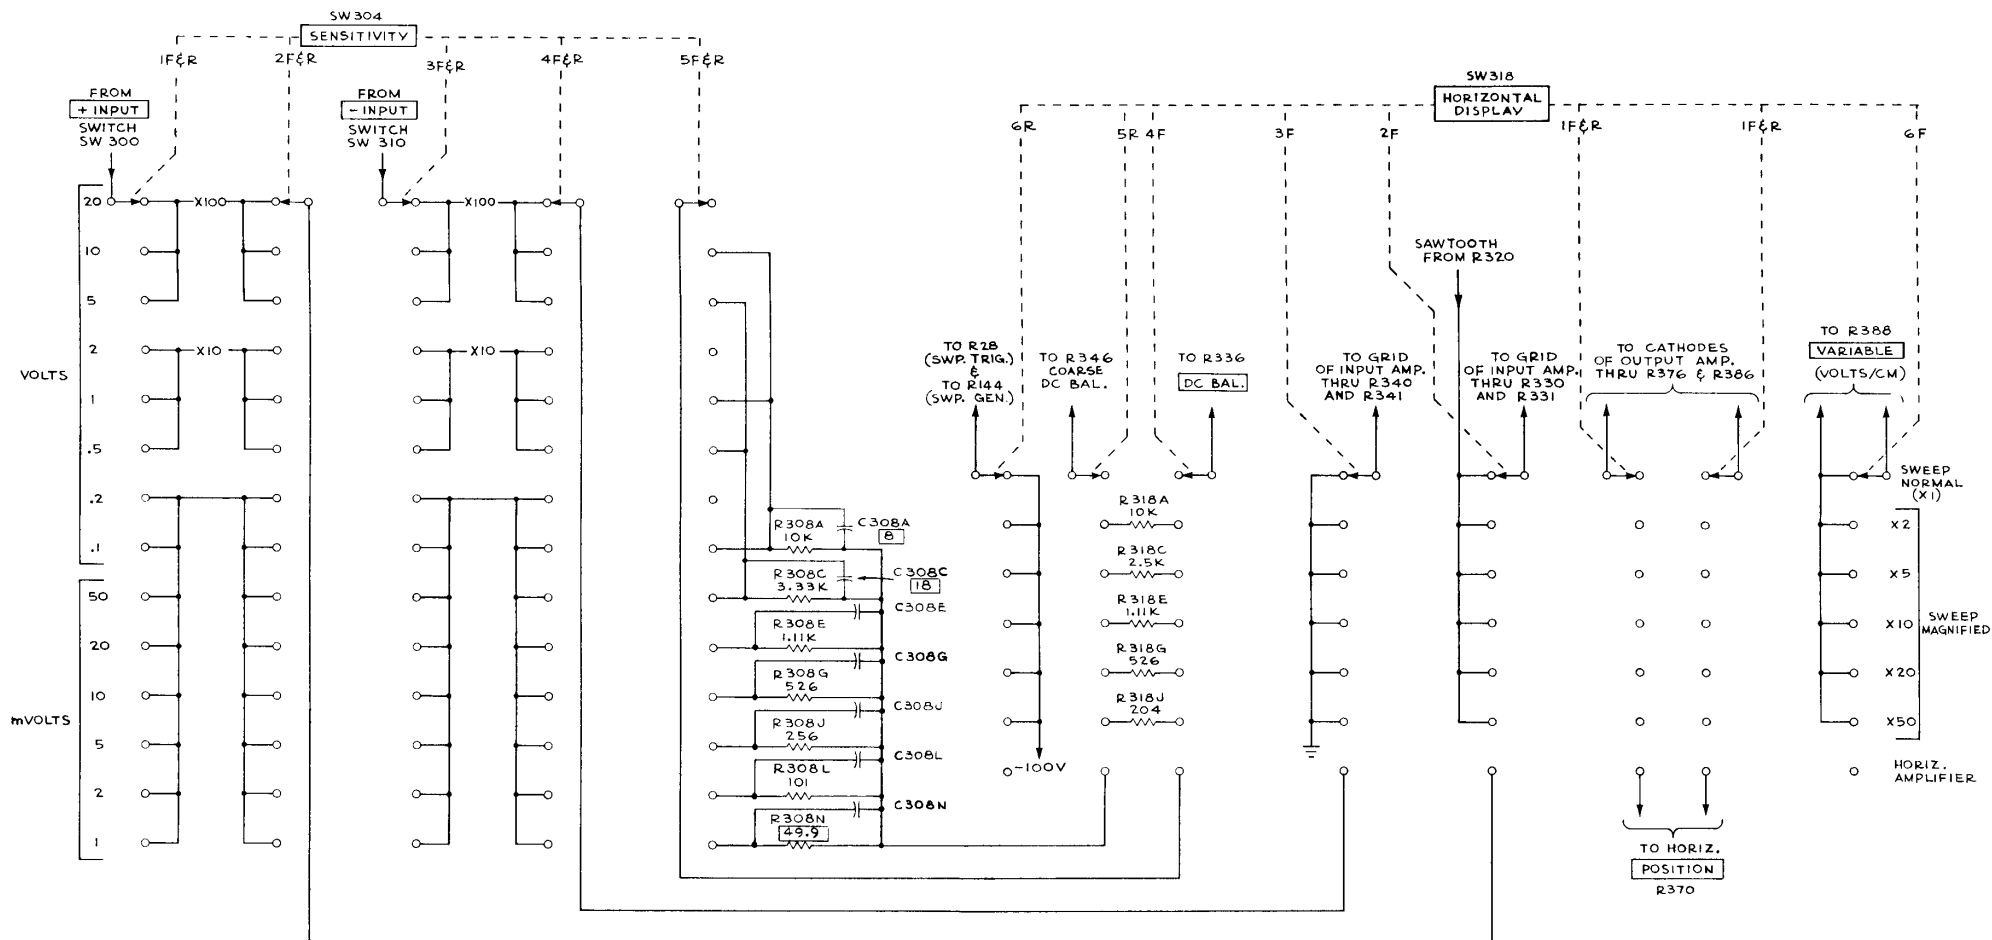 SW304
SENSITIVITY
1F&R
2F&R
3F&R
4F&R
5F&R
FROM
+ INPUT
SWITCH
SW 300
FROM
- INPUT
SWITCH
SW 310
SW318
HORIZONTAL
DISPLAY
6R
5R
4F
3F
2F
1F&R
1F&R
6F
VOLTS
20
10
5
2
1
.5
.2
.1
mVOLTS
50
20
10
5
2
1
X100
X10
X100
X10
R308A
10K
C308A
8
R308C
3.33K
C308C
18
C308E
R308E
1.11K
C308G
R308G
526
C308J
R308J
256
C308L
R308L
101
C308N
R308N
49.9
TO R28
(SWP. TRIG.)
&
TO R144
(SWP. GEN.)
TO R346
COARSE
DC BAL.
TO R336
DC BAL.
TO GRID
OF INPUT AMP.
THRU R340
AND R341
SAWTOOTH
FROM R320
TO GRID
OF INPUT AMP.
THRU R330
AND R331
TO CATHODES
OF OUTPUT AMP.
THRU R376 & R386
TO R388
VARIABLE
(VOLTS/CM)
R318A
10K
R318C
2.5K
R318E
1.11K
R318G
526
R318J
204
-100V
SWEEP
NORMAL
(X1)
X2
X5
X10
X20
X50
SWEEP
MAGNIFIED
HORIZ.
AMPLIFIER
TO HORIZ.
POSITION
R370